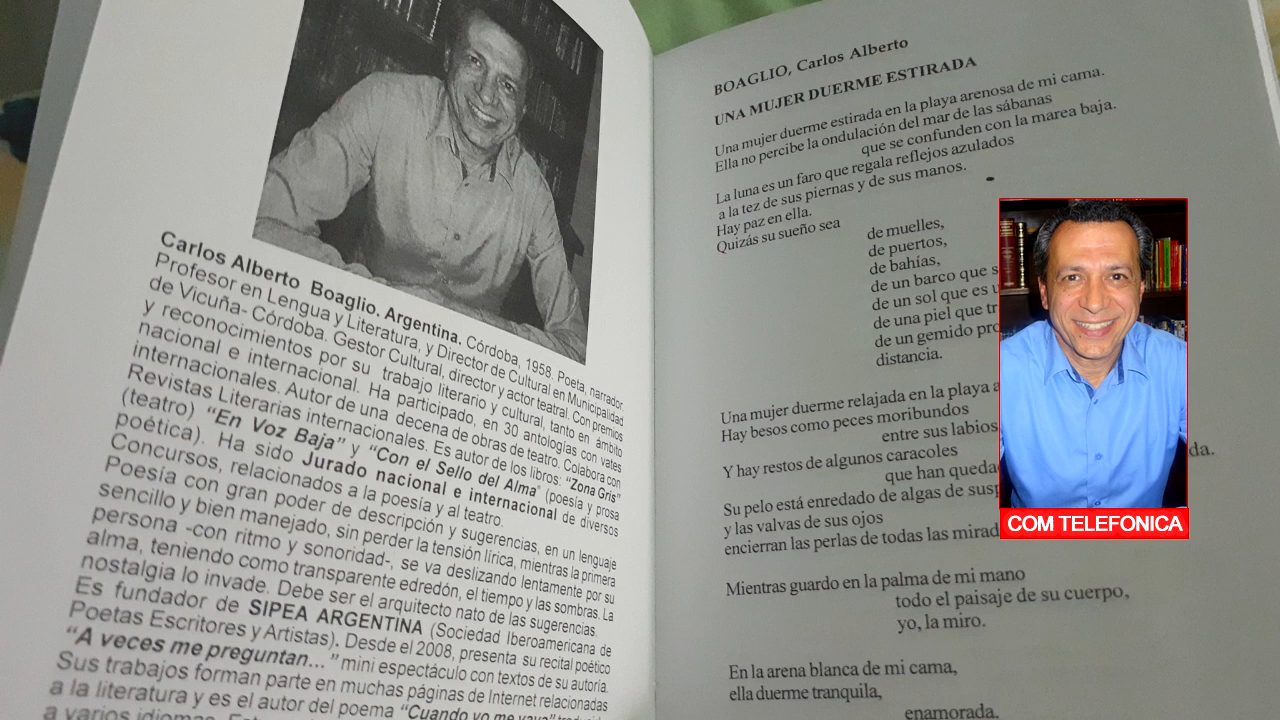 Carlos Alberto Boaglio. Argentina. Córdoba, 1958. Poeta, narrador.
Profesor en Lengua y Literatura, y Director de Cultural en Municipalidad
de Vicuña- Córdoba. Gestor Cultural, director y actor teatral. Con premios
y reconocimientos por su trabajo literario y cultural, tanto en ámbito
nacional e internacional. Ha participado, en 30 antologías con vates
internacionales. Autor de una decena de obras de teatro. Colabora con
Revistas Literarias internacionales. Es autor de los libros: “Zona Gris”
(teatro) “En Voz Baja” y “Con el Sello del Alma” (poesía y prosa
poética). Ha sido Jurado nacional e internacional de diversos
Concursos, relacionados a la poesía y al teatro.
Poesía con gran poder de descripción y sugerencias, en un lenguaje
sencillo y bien manejado, sin perder la tensión lírica, mientras la primera
persona -con ritmo y sonoridad-, se va deslizando lentamente por su
alma, teniendo como transparente edredón, el tiempo y las sombras. La
nostalgia lo invade. Debe ser el arquitecto nato de las sugerencias.
Es fundador de SIPEA ARGENTINA (Sociedad Iberoamericana de
Poetas Escritores y Artistas). Desde el 2008, presenta su recital poético
“A veces me preguntan...” mini espectáculo con textos de su autoría.
Sus trabajos forman parte en muchas páginas de Internet relacionadas
a la literatura y es el autor del poema “Cuando yo me vaya”
a varios idiomas.
BOAGLIO, Carlos Alberto
UNA MUJER DUERME ESTIRADA
Una mujer duerme estirada en la playa arenosa de mi cama.
Ella no percibe la ondulación del mar de las sábanas
que se confunden con la marea baja.
La luna es un faro que regala reflejos azulados
a la tez de sus piernas y de sus manos.
Hay paz en ella.
Quizás su sueño sea
de muelles,
de puertos,
de bahías,
de un barco que
de un sol que es
de una piel que
de un gemido
distancia.
Una mujer duerme relajada en la playa
Hay besos como peces moribundos
entre sus labios
Y hay restos de algunos caracoles
que han
Su pelo está enredado de algas de
y las valvas de sus ojos
encierran las perlas de todas las
Mientras guardo en la palma de mi mano
todo el paisaje de su cuerpo,
yo, la miro.
En la arena blanca de mi cama,
ella duerme tranquila,
enamorada.
COM TELEFONICA